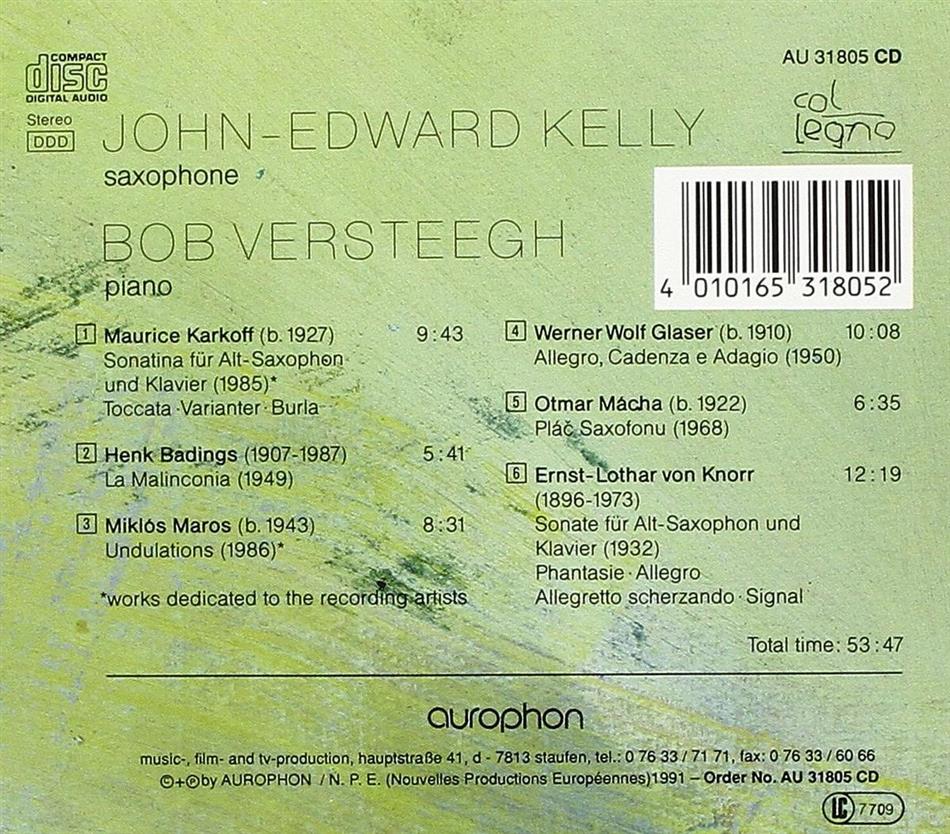 COMPACT
disc
DIGITAL AUDIO
Stereo
DDD
AU 31805 CD
col
legno
JOHN-EDWARD KELLY
saxophone
BOB VERSTEEGH
piano
4 010165 318052
1 Maurice Karkoff (b. 1927) 9:43
Sonatina für Alt-Saxophon
und Klavier (1985)*
Toccata · Varianter · Burla
2 Henk Badings (1907-1987) 5:41
La Malinconia (1949)
3 Miklós Maros (b. 1943) 8:31
Undulations (1986)*
*works dedicated to the recording artists
4 Werner Wolf Glaser (b. 1910) 10:08
Allegro, Cadenza e Adagio (1950)
5 Otmar Mácha (b. 1922) 6:35
Pláč Saxofonu (1968)
6 Ernst-Lothar von Knorr 12:19
(1896-1973)
Sonate für Alt-Saxophon und
Klavier (1932)
Phantasie · Allegro
Allegretto scherzando · Signal
Total time: 53:47
aurophon
music-, film- and tv-production, hauptstraße 41, d - 7813 staufen, tel.: 0 76 33 / 71 71, fax: 0 76 33 / 60 66
©+℗by AUROPHON / N. P. E. (Nouvelles Productions Européennes)1991 – Order No. AU 31805 CD
LC 7709